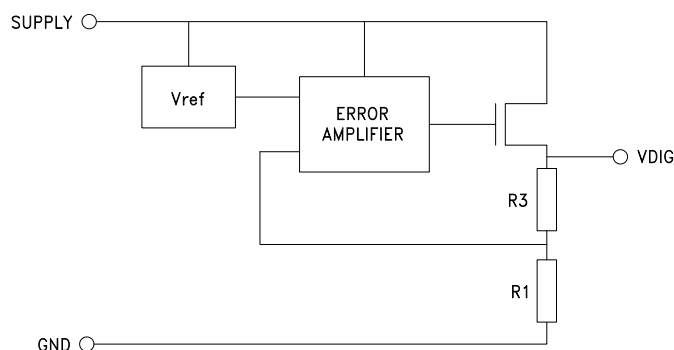 SUPPLY
Vref
ERROR
AMPLIFIER
VDIG
R3
R1
GND